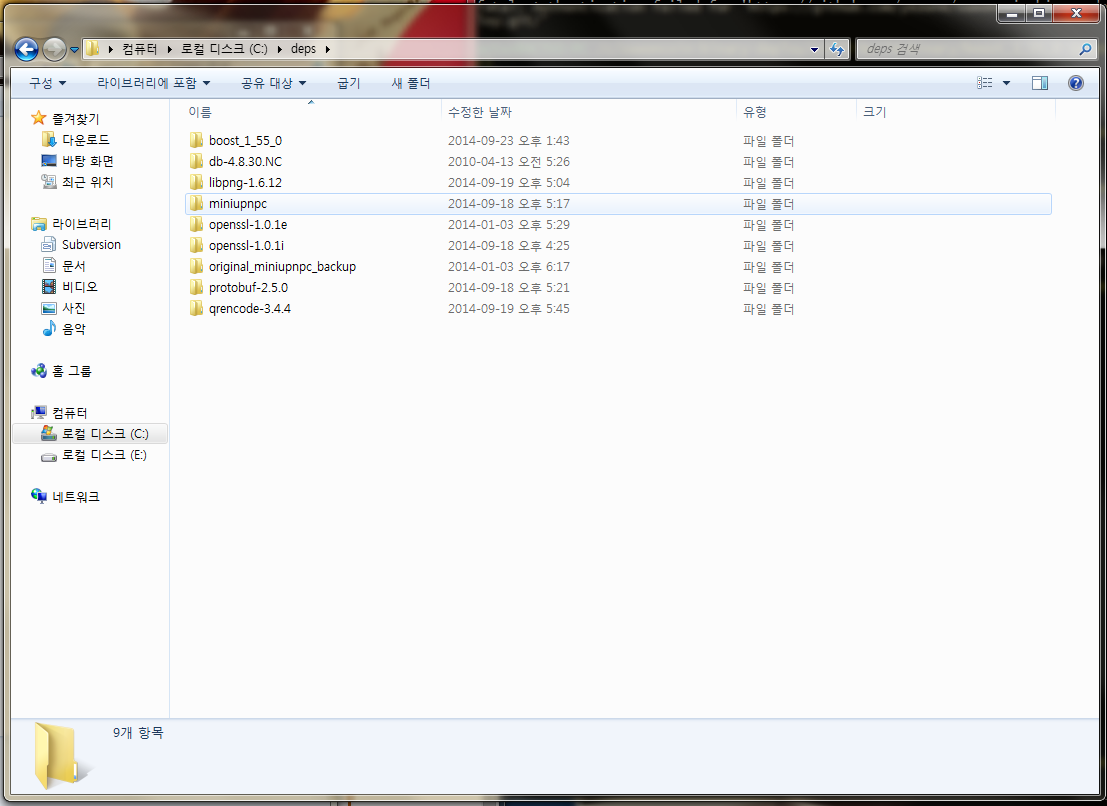 컴퓨터 로컬 디스크 (C:) deps
deps 검색
구성 라이브러리에 포함 공유 대상 굽기 새 폴더
즐겨찾기
다운로드
바탕 화면
최근 위치
라이브러리
Subversion
문서
비디오
사진
음악
홈 그룹
컴퓨터
로컬 디스크 (C:)
로컬 디스크 (E:)
네트워크
이름 수정한 날짜 유형 크기
boost_1_55_0 2014-09-23 오후 1:43 파일 폴더
db-4.8.30.NC 2010-04-13 오전 5:26 파일 폴더
libpng-1.6.12 2014-09-19 오후 5:04 파일 폴더
miniupnpc 2014-09-18 오후 5:17 파일 폴더
openssl-1.0.1e 2014-01-03 오후 5:29 파일 폴더
openssl-1.0.1i 2014-09-18 오후 4:25 파일 폴더
original_miniupnpc_backup 2014-01-03 오후 6:17 파일 폴더
protobuf-2.5.0 2014-09-18 오후 5:21 파일 폴더
qrencode-3.4.4 2014-09-19 오후 5:45 파일 폴더
9개 항목